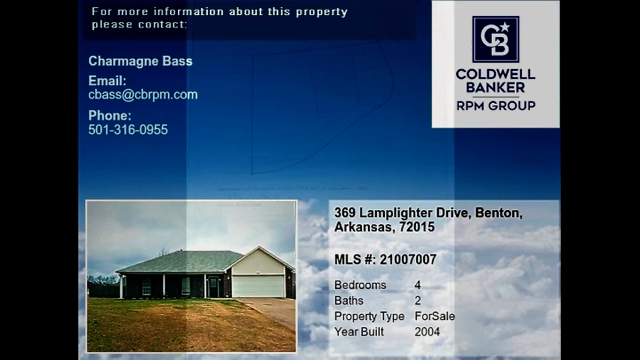 For more information about this property
please contact:
Charmagne Bass
Email:
cbass@cbrpm.com
Phone:
501-316-0955
CB
COLDWELL
BANKER
RPM GROUP
369 Lamplighter Drive, Benton,
Arkansas, 72015
MLS #: 21007007
Bedrooms 4
Baths 2
Property Type ForSale
Year Built 2004